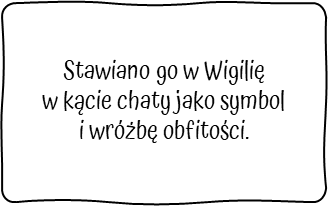 Stawiano go w Wigilię
w kącie chaty jako symbol
i wróżbę obfitości.